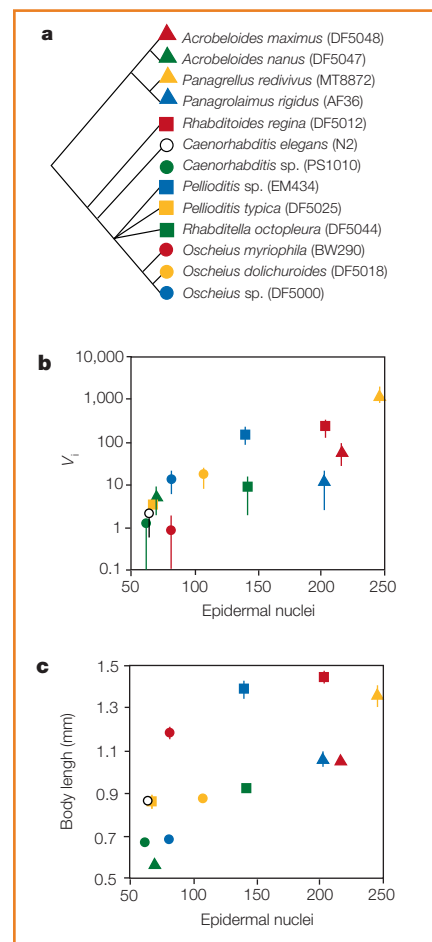 a
Acrobeloides maximus (DF5048)
Acrobeloides nanus (DF5047)
Panagrellus redivivus (MT8872)
Panagrolaimus rigidus (AF36)
Rhabditoides regina (DF5012)
Caenorhabditis elegans (N2)
Caenorhabditis sp. (PS1010)
Pellioditis sp. (EM434)
Pellioditis typica (DF5025)
Rhabditella octopleura (DF5044)
Oscheius myriophila (BW290)
Oscheius dolichuroides (DF5018)
Oscheius sp. (DF5000)
b
10,000
1,000
100
10
1
0.1
Vi
50 100 150 200 250
Epidermal nuclei
c
1.5
1.3
1.1
0.9
0.7
0.5
Body lengh (mm)
50 100 150 200 250
Epidermal nuclei